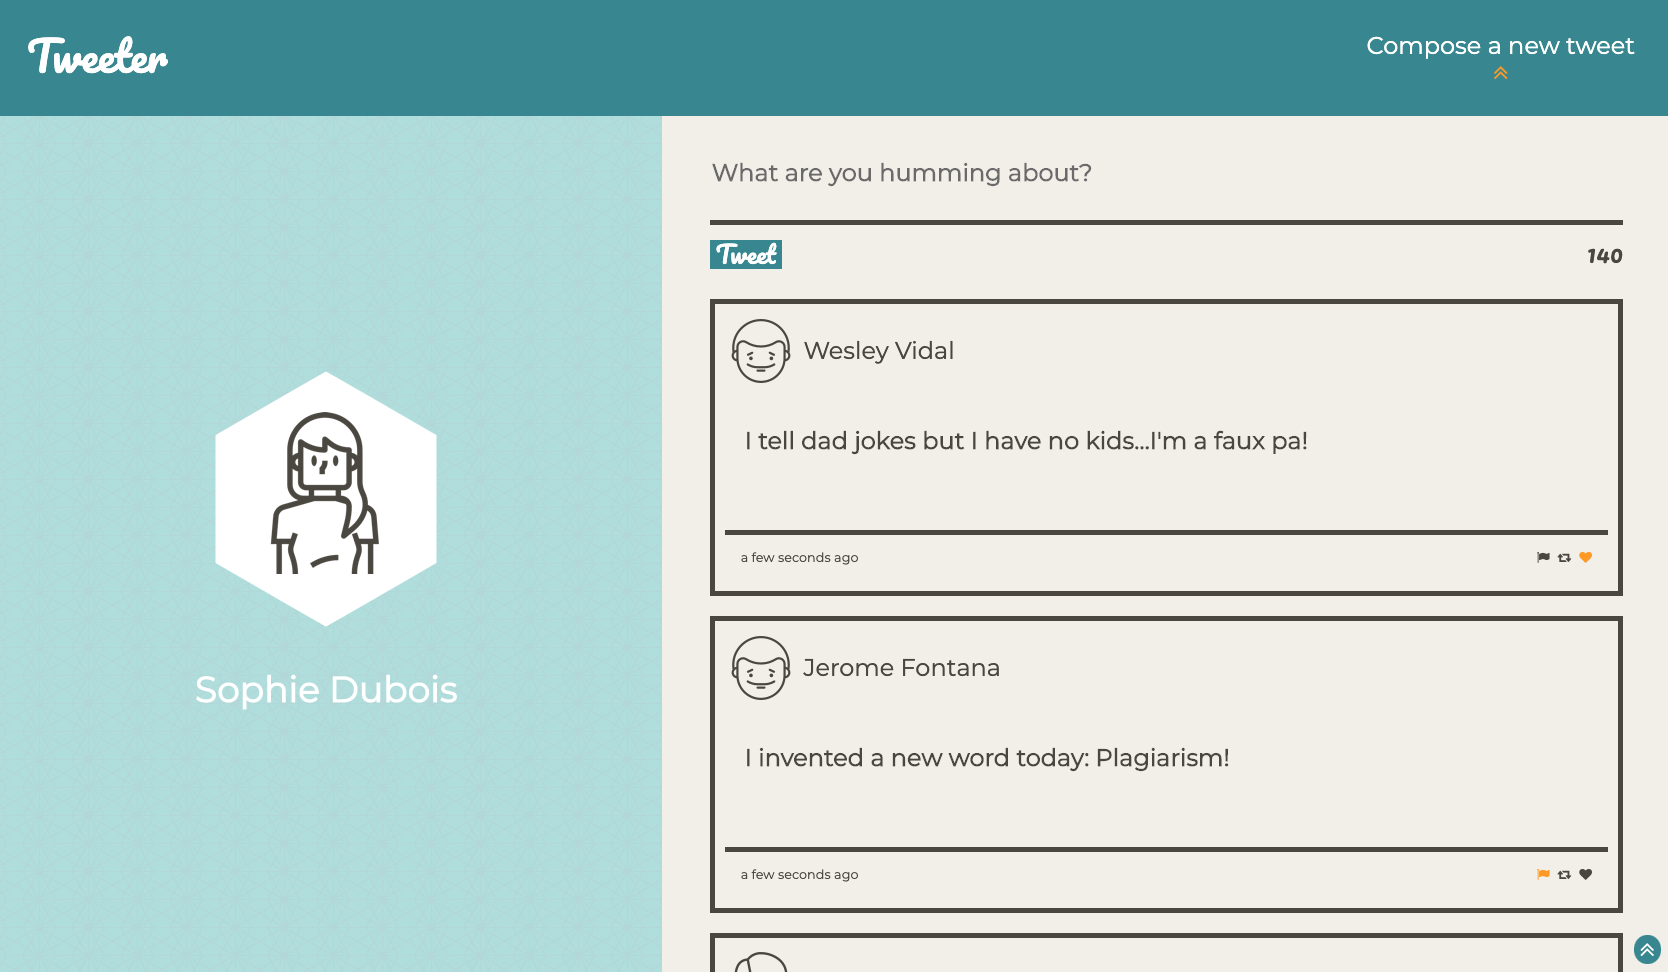 Tweeter
Compose a new tweet
Sophie Dubois
What are you humming about?
Tweet
140
Wesley Vidal
I tell dad jokes but I have no kids...I'm a faux pa!
a few seconds ago
Jerome Fontana
I invented a new word today: Plagiarism!
a few seconds ago